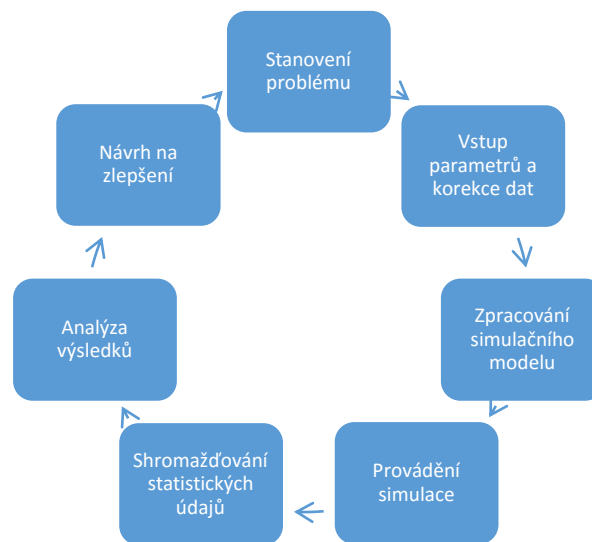 Stanovení
problému
Vstup
parametrů a
korekce dat
Zpracování
simulačního
modelu
Provádění
simulace
Shromažďování
statistických
údajů
Analýza
výsledků
Návrh na
zlepšení